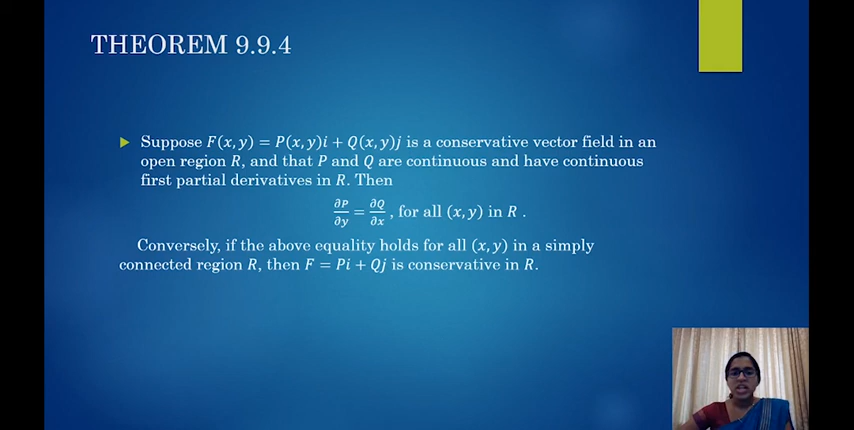 THEOREM 9.9.4
Suppose F(x, y) = P(x, y)i + Q(x, y)j is a conservative vector field in an
open region R, and that P and Q are continuous and have continuous
first partial derivatives in R. Then
∂P/∂y = ∂Q/∂x , for all (x, y) in R .
Conversely, if the above equality holds for all (x, y) in a simply
connected region R, then F = Pi + Qj is conservative in R.